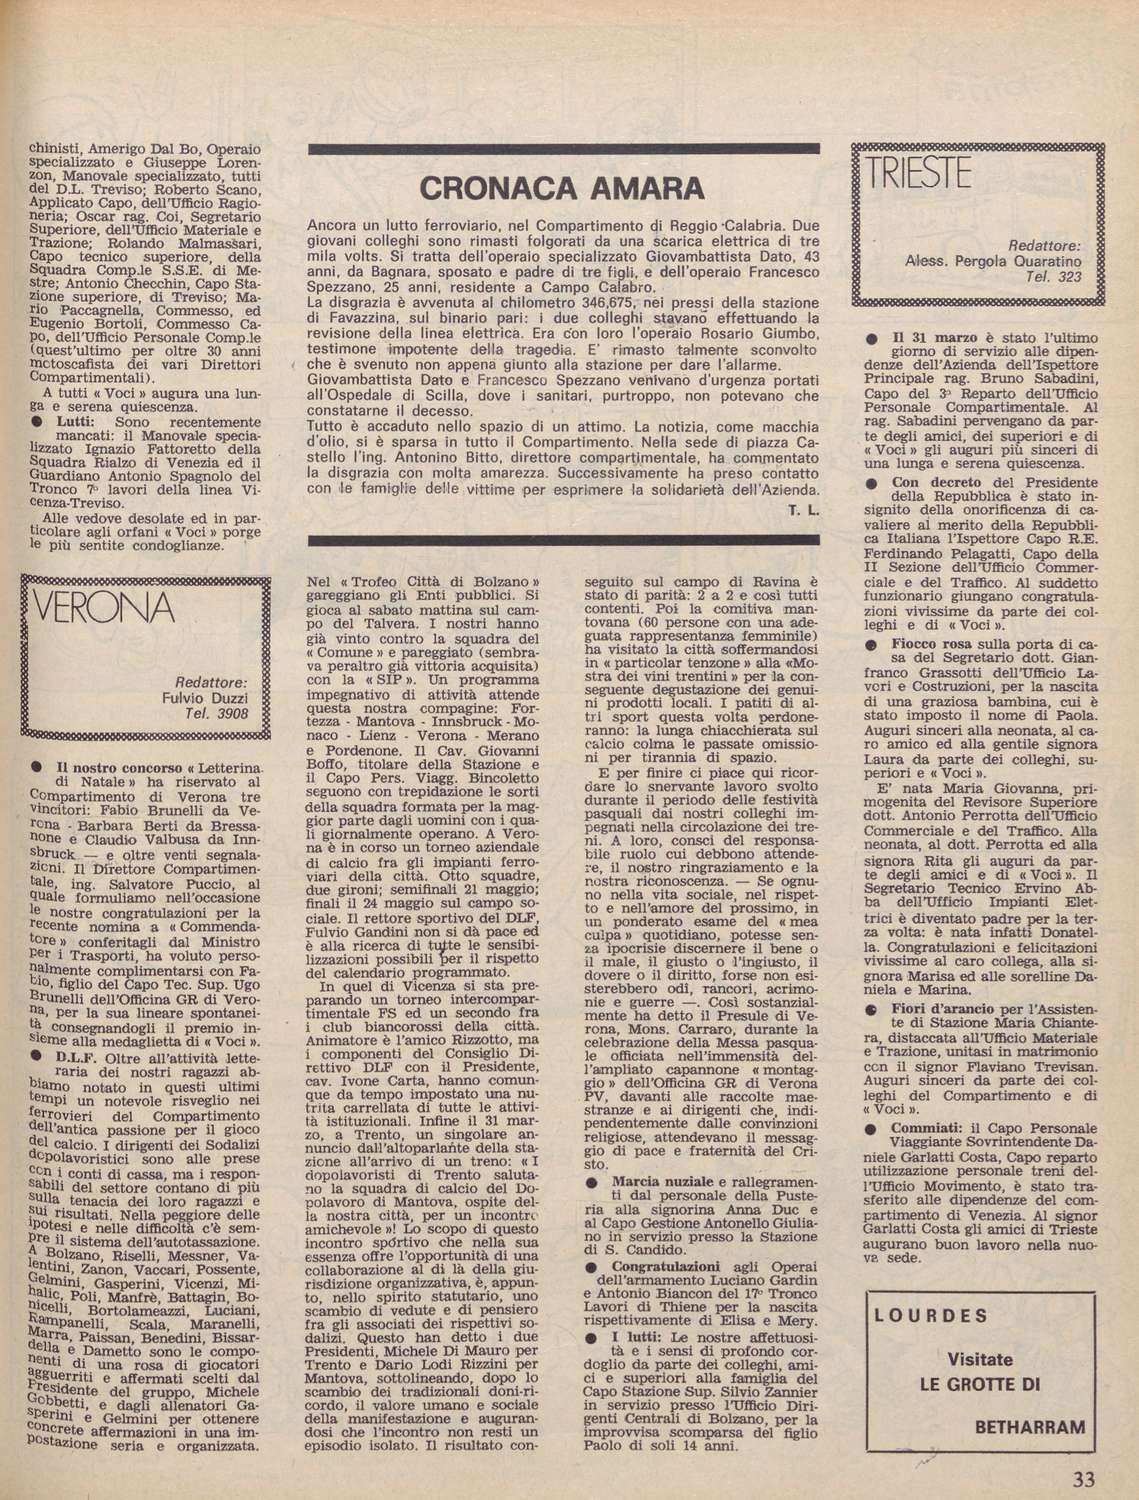 chinisti, Amerigo Dal Bo, Operaio
specializzato e Giuseppe Loren-
zon, Manovale specializzato, tutti
del D.L. Treviso; Roberto Scano,
Applicato Capo, dell'Ufficio Ragio-
neria; Oscar rag. Coi, Segretario
Superiore, dell'Ufficio Materiale e
Trazione; Rolando Malmassari,
Capo tecnico superiore, della
Squadra Comp.le S.S.E. di Me-
stre; Antonio Checchin, Capo Sta-
zione superiore, di Treviso; Ma-
rio Paccagnella, Commesso, ed
Eugenio Bortoli, Commesso Ca-
po, dell'Ufficio Personale Comp.le
(quest'ultimo per oltre 30 anni
motoscafista dei vari Direttori
Compartimentali).
A tutti « Voci » augura una lun-
ga e serena quiescenza.
● Lutti: Sono recentemente
mancati: il Manovale specia-
lizzato Ignazio Fattoretto della
Squadra Rialzo di Venezia ed il
Guardiano Antonio Spagnolo del
Tronco 7° lavori della linea Vi-
cenza-Treviso.
Alle vedove desolate ed in par-
ticolare agli orfani « Voci » porge
le più sentite condoglianze.
VERONA
Redattore:
Fulvio Duzzi
Tel. 3908
● Il nostro concorso « Letterina
di Natale » ha riservato al
Compartimento di Verona tre
vincitori: Fabio Brunelli da Ve-
rona - Barbara Berti da Bressa-
none e Claudio Valbusa da Inn-
sbruck — e oltre venti segnala-
zioni. Il Direttore Compartimen-
tale, ing. Salvatore Puccio, al
quale formuliamo nell'occasione
le nostre congratulazioni per la
recente nomina a « Commenda-
tore » conferitagli dal Ministro
per i Trasporti, ha voluto perso-
nalmente complimentarsi con Fa-
bio, figlio del Capo Tec. Sup. Ugo
Brunelli dell'Officina GR di Vero-
na, per la sua lineare spontanei-
tà consegnandogli il premio in-
sieme alla medaglietta di « Voci ».
● D.L.F. Oltre all'attività lette-
raria dei nostri ragazzi ab-
biamo notato in questi ultimi
tempi un notevole risveglio nei
ferrovieri del Compartimento
dell'antica passione per il gioco
del calcio. I dirigenti dei Sodalizi
dopolavoristici sono alle prese
con i conti di cassa, ma i respon-
sabili del settore contano di più
sulla tenacia dei loro ragazzi e
sui risultati. Nella peggiore delle
ipotesi e nelle difficoltà c'è sem-
pre il sistema dell'autotassazione.
A Bolzano, Riselli, Messner, Va-
lentini, Zanon, Vaccari, Possente,
Gelmini, Gasperini, Vicenzi, Mi-
halic, Poli, Manfrè, Battagin, Bo-
nicelli, Bortolameazzi, Luciani,
Rampanelli, Scala, Maranelli,
Marra, Paissan, Benedini, Bissar-
della e Dametto sono le compo-
nenti di una rosa di giocatori
agguerriti e affermati scelti dal
Presidente del gruppo, Michele
Gobbetti, e dagli allenatori Ga-
sperini e Gelmini per ottenere
concrete affermazioni in una im-
postazione seria e organizzata.
CRONACA AMARA
Ancora un lutto ferroviario, nel Compartimento di Reggio Calabria. Due
giovani colleghi sono rimasti folgorati da una scarica elettrica di tre
mila volts. Si tratta dell'operaio specializzato Giovambattista Dato, 43
anni, da Bagnara, sposato e padre di tre figli, e dell'operaio Francesco
Spezzano, 25 anni, residente a Campo Calabro.
La disgrazia è avvenuta al chilometro 346,675, nei pressi della stazione
di Favazzina, sul binario pari: i due colleghi stavano effettuando la
revisione della linea elettrica. Era con loro l'operaio Rosario Giumbo,
testimone impotente della tragedia. E' rimasto talmente sconvolto
che è svenuto non appena giunto alla stazione per dare l'allarme.
Giovambattista Dato e Francesco Spezzano venivano d'urgenza portati
all'Ospedale di Scilla, dove i sanitari, purtroppo, non potevano che
constatarne il decesso.
Tutto è accaduto nello spazio di un attimo. La notizia, come macchia
d'olio, si è sparsa in tutto il Compartimento. Nella sede di piazza Ca-
stello l'ing. Antonino Bitto, direttore compartimentale, ha commentato
la disgrazia con molta amarezza. Successivamente ha preso contatto
con le famiglie delle vittime per esprimere la solidarietà dell'Azienda.
T. L.
Nel « Trofeo Città di Bolzano »
gareggiano gli Enti pubblici. Si
gioca al sabato mattina sul cam-
po del Talvera. I nostri hanno
già vinto contro la squadra del
« Comune » e pareggiato (sembra-
va peraltro già vittoria acquisita)
con la « SIP ». Un programma
impegnativo di attività attende
questa nostra compagine: For-
tezza - Mantova - Innsbruck - Mo-
naco - Lienz - Verona - Merano
e Pordenone. Il Cav. Giovanni
Boffo, titolare della Stazione e
il Capo Pers. Viagg. Bincoletto
seguono con trepidazione le sorti
della squadra formata per la mag-
gior parte dagli uomini con i qua-
li giornalmente operano. A Vero-
na è in corso un torneo aziendale
di calcio fra gli impianti ferro-
viari della città. Otto squadre,
due gironi; semifinali 21 maggio;
finali il 24 maggio sul campo so-
ciale. Il rettore sportivo del DLF,
Fulvio Gandini non si dà pace ed
è alla ricerca di tutte le sensibi-
lizzazioni possibili per il rispetto
del calendario programmato.
In quel di Vicenza si sta pre-
parando un torneo intercompar-
timentale FS ed un secondo fra
i club biancorossi della città.
Animatore è l'amico Rizzotto, ma
i componenti del Consiglio Di-
rettivo DLF con il Presidente,
cav. Ivone Carta, hanno comun-
que da tempo impostato una nu-
trita carrellata di tutte le attivi-
tà istituzionali. Infine il 31 mar-
zo, a Trento, un singolare an-
nuncio dall'altoparlante della sta-
zione all'arrivo di un treno: « I
dopolavoristi di Trento saluta-
no la squadra di calcio del Do-
polavoro di Mantova, ospite del-
la nostra città, per un incontro
amichevole »! Lo scopo di questo
incontro sportivo che nella sua
essenza offre l'opportunità di una
collaborazione al di là della giu-
risdizione organizzativa, è, appun-
to, nello spirito statutario, uno
scambio di vedute e di pensiero
fra gli associati dei rispettivi so-
dalizi. Questo han detto i due
Presidenti, Michele Di Mauro per
Trento e Dario Lodi Rizzini per
Mantova, sottolineando, dopo lo
scambio dei tradizionali doni-ri-
cordo, il valore umano e sociale
della manifestazione e auguran-
dosi che l'incontro non resti un
episodio isolato. Il risultato con-
seguito sul campo di Ravina è
stato di parità: 2 a 2 e così tutti
contenti. Poi la comitiva man-
tovana (60 persone con una ade-
guata rappresentanza femminile)
ha visitato la città soffermandosi
in « particolar tenzone » alla «Mo-
stra dei vini trentini » per la con-
seguente degustazione dei genui-
ni prodotti locali. I patiti di al-
tri sport questa volta perdone-
ranno: la lunga chiacchierata sul
calcio colma le passate omissio-
ni per tirannia di spazio.
E per finire ci piace qui ricor-
dare lo snervante lavoro svolto
durante il periodo delle festività
pasquali dai nostri colleghi im-
pegnati nella circolazione dei tre-
ni. A loro, consci del responsa-
bile ruolo cui debbono attende-
re, il nostro ringraziamento e la
nostra riconoscenza. — Se ognu-
no nella vita sociale, nel rispet-
to e nell'amore del prossimo, in
un ponderato esame del « mea
culpa » quotidiano, potesse sen-
za ipocrisie discernere il bene o
il male, il giusto o l'ingiusto, il
dovere o il diritto, forse non esi-
sterebbero odi, rancori, acrimo-
nie e guerre —. Così sostanzial-
mente ha detto il Presule di Ve-
rona, Mons. Carraro, durante la
celebrazione della Messa pasqua-
le officiata nell'immensità del-
l'ampliato capannone « montag-
gio » dell'Officina GR di Verona
PV, davanti alle raccolte mae-
stranze e ai dirigenti che, indi-
pendentemente dalle convinzioni
religiose, attendevano il messag-
gio di pace e fraternità del Cri-
sto.
● Marcia nuziale e rallegramen-
ti dal personale della Puste-
ria alla signorina Anna Duc e
al Capo Gestione Antonello Giulia-
no in servizio presso la Stazione
di S. Candido.
● Congratulazioni agli Operai
dell'armamento Luciano Gardin
e Antonio Biancon del 17° Tronco
Lavori di Thiene per la nascita
rispettivamente di Elisa e Mery.
● I lutti: Le nostre affettuosi-
tà e i sensi di profondo cor-
doglio da parte dei colleghi, ami-
ci e superiori alla famiglia del
Capo Stazione Sup. Silvio Zannier
in servizio presso l'Ufficio Diri-
genti Centrali di Bolzano, per la
improvvisa scomparsa del figlio
Paolo di soli 14 anni.
TRIESTE
Redattore:
Aless. Pergola Quaratino
Tel. 323
● Il 31 marzo è stato l'ultimo
giorno di servizio alle dipen-
denze dell'Azienda dell'Ispettore
Principale rag. Bruno Sabadini,
Capo del 3° Reparto dell'Ufficio
Personale Compartimentale. Al
rag. Sabadini pervengano da par-
te degli amici, dei superiori e di
« Voci » gli auguri più sinceri di
una lunga e serena quiescenza.
● Con decreto del Presidente
della Repubblica è stato in-
signito della onorificenza di ca-
valiere al merito della Repubbli-
ca Italiana l'Ispettore Capo R.E.
Ferdinando Pelagatti, Capo della
II Sezione dell'Ufficio Commer-
ciale e del Traffico. Al suddetto
funzionario giungano congratula-
zioni vivissime da parte dei col-
leghi e di « Voci ».
● Fiocco rosa sulla porta di ca-
sa del Segretario dott. Gian-
franco Grassotti dell'Ufficio La-
vori e Costruzioni, per la nascita
di una graziosa bambina, cui è
stato imposto il nome di Paola.
Auguri sinceri alla neonata, al ca-
ro amico ed alla gentile signora
Laura da parte dei colleghi, su-
periori e « Voci ».
E' nata Maria Giovanna, pri-
mogenita del Revisore Superiore
dott. Antonio Perrotta dell'Ufficio
Commerciale e del Traffico. Alla
neonata, al dott. Perrotta ed alla
signora Rita gli auguri da par-
te degli amici e di « Voci ». Il
Segretario Tecnico Ervino Ab-
ba dell'Ufficio Impianti Elet-
trici è diventato padre per la ter-
za volta: è nata infatti Donatel-
la. Congratulazioni e felicitazioni
vivissime al caro collega, alla si-
gnora Marisa ed alle sorelline Da-
niela e Marina.
● Fiori d'arancio per l'Assisten-
te di Stazione Maria Chiante-
ra, distaccata all'Ufficio Materiale
e Trazione, unitasi in matrimonio
con il signor Flaviano Trevisan.
Auguri sinceri da parte dei col-
leghi del Compartimento e di
« Voci ».
● Commiati: il Capo Personale
Viaggiante Sovrintendente Da-
niele Garlatti Costa, Capo reparto
utilizzazione personale treni del-
l'Ufficio Movimento, è stato tra-
sferito alle dipendenze del com-
partimento di Venezia. Al signor
Garlatti Costa gli amici di Trieste
augurano buon lavoro nella nuo-
va sede.
LOURDES
Visitate
LE GROTTE DI
BETHARRAM
33